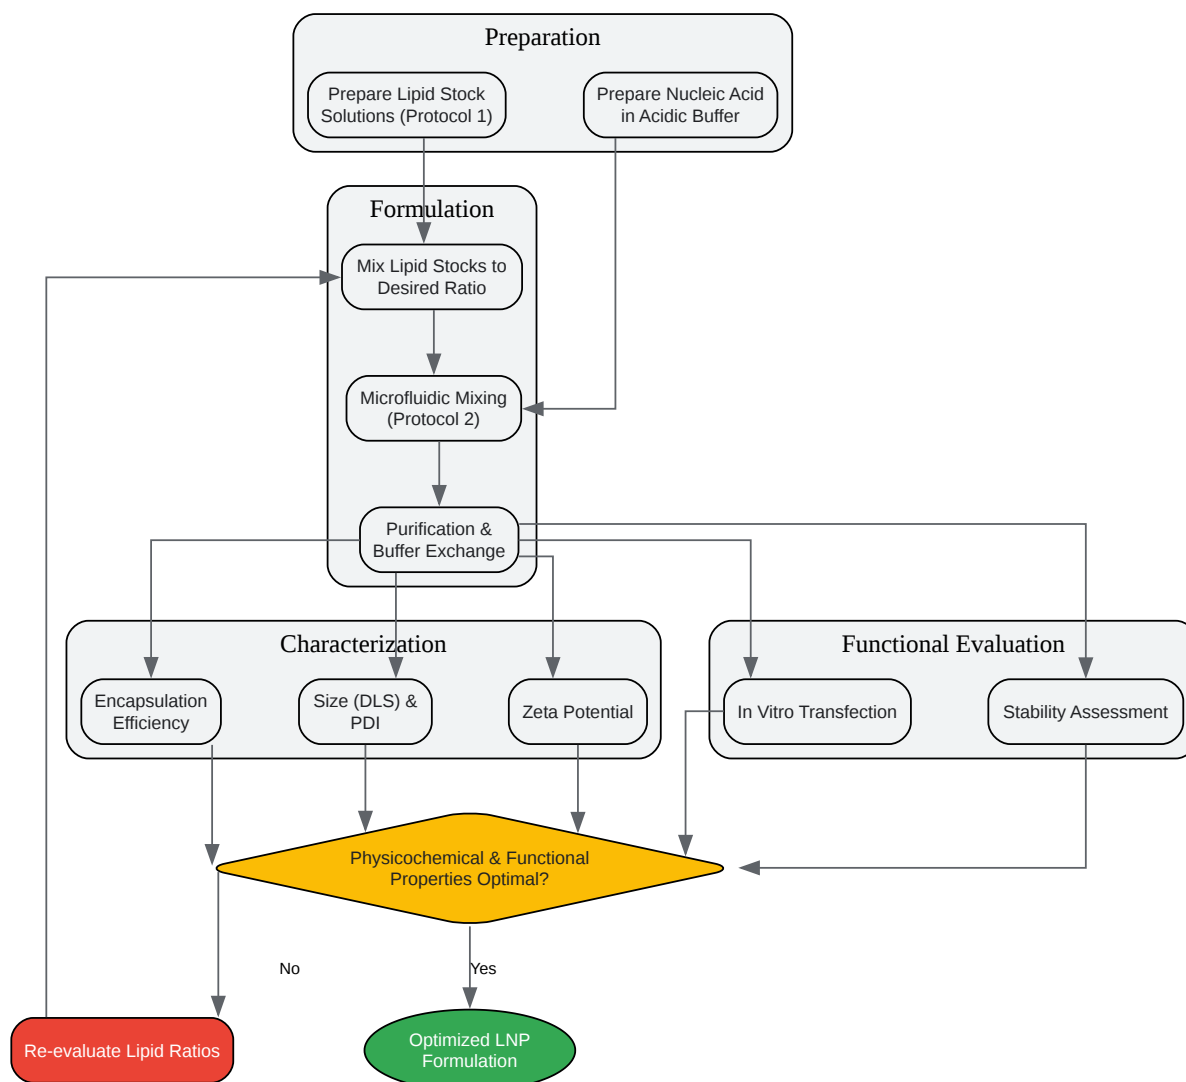 Preparation
Prepare Lipid Stock
Solutions (Protocol 1)
Prepare Nucleic Acid
in Acidic Buffer
Formulation
Mix Lipid Stocks to
Desired Ratio
Microfluidic Mixing
(Protocol 2)
Purification &
Buffer Exchange
Characterization
Encapsulation
Efficiency
Size (DLS) &
PDI
Zeta Potential
Functional Evaluation
In Vitro Transfection
Stability Assessment
Physicochemical & Functional
Properties Optimal?
No
Yes
Re-evaluate Lipid Ratios
Optimized LNP
Formulation